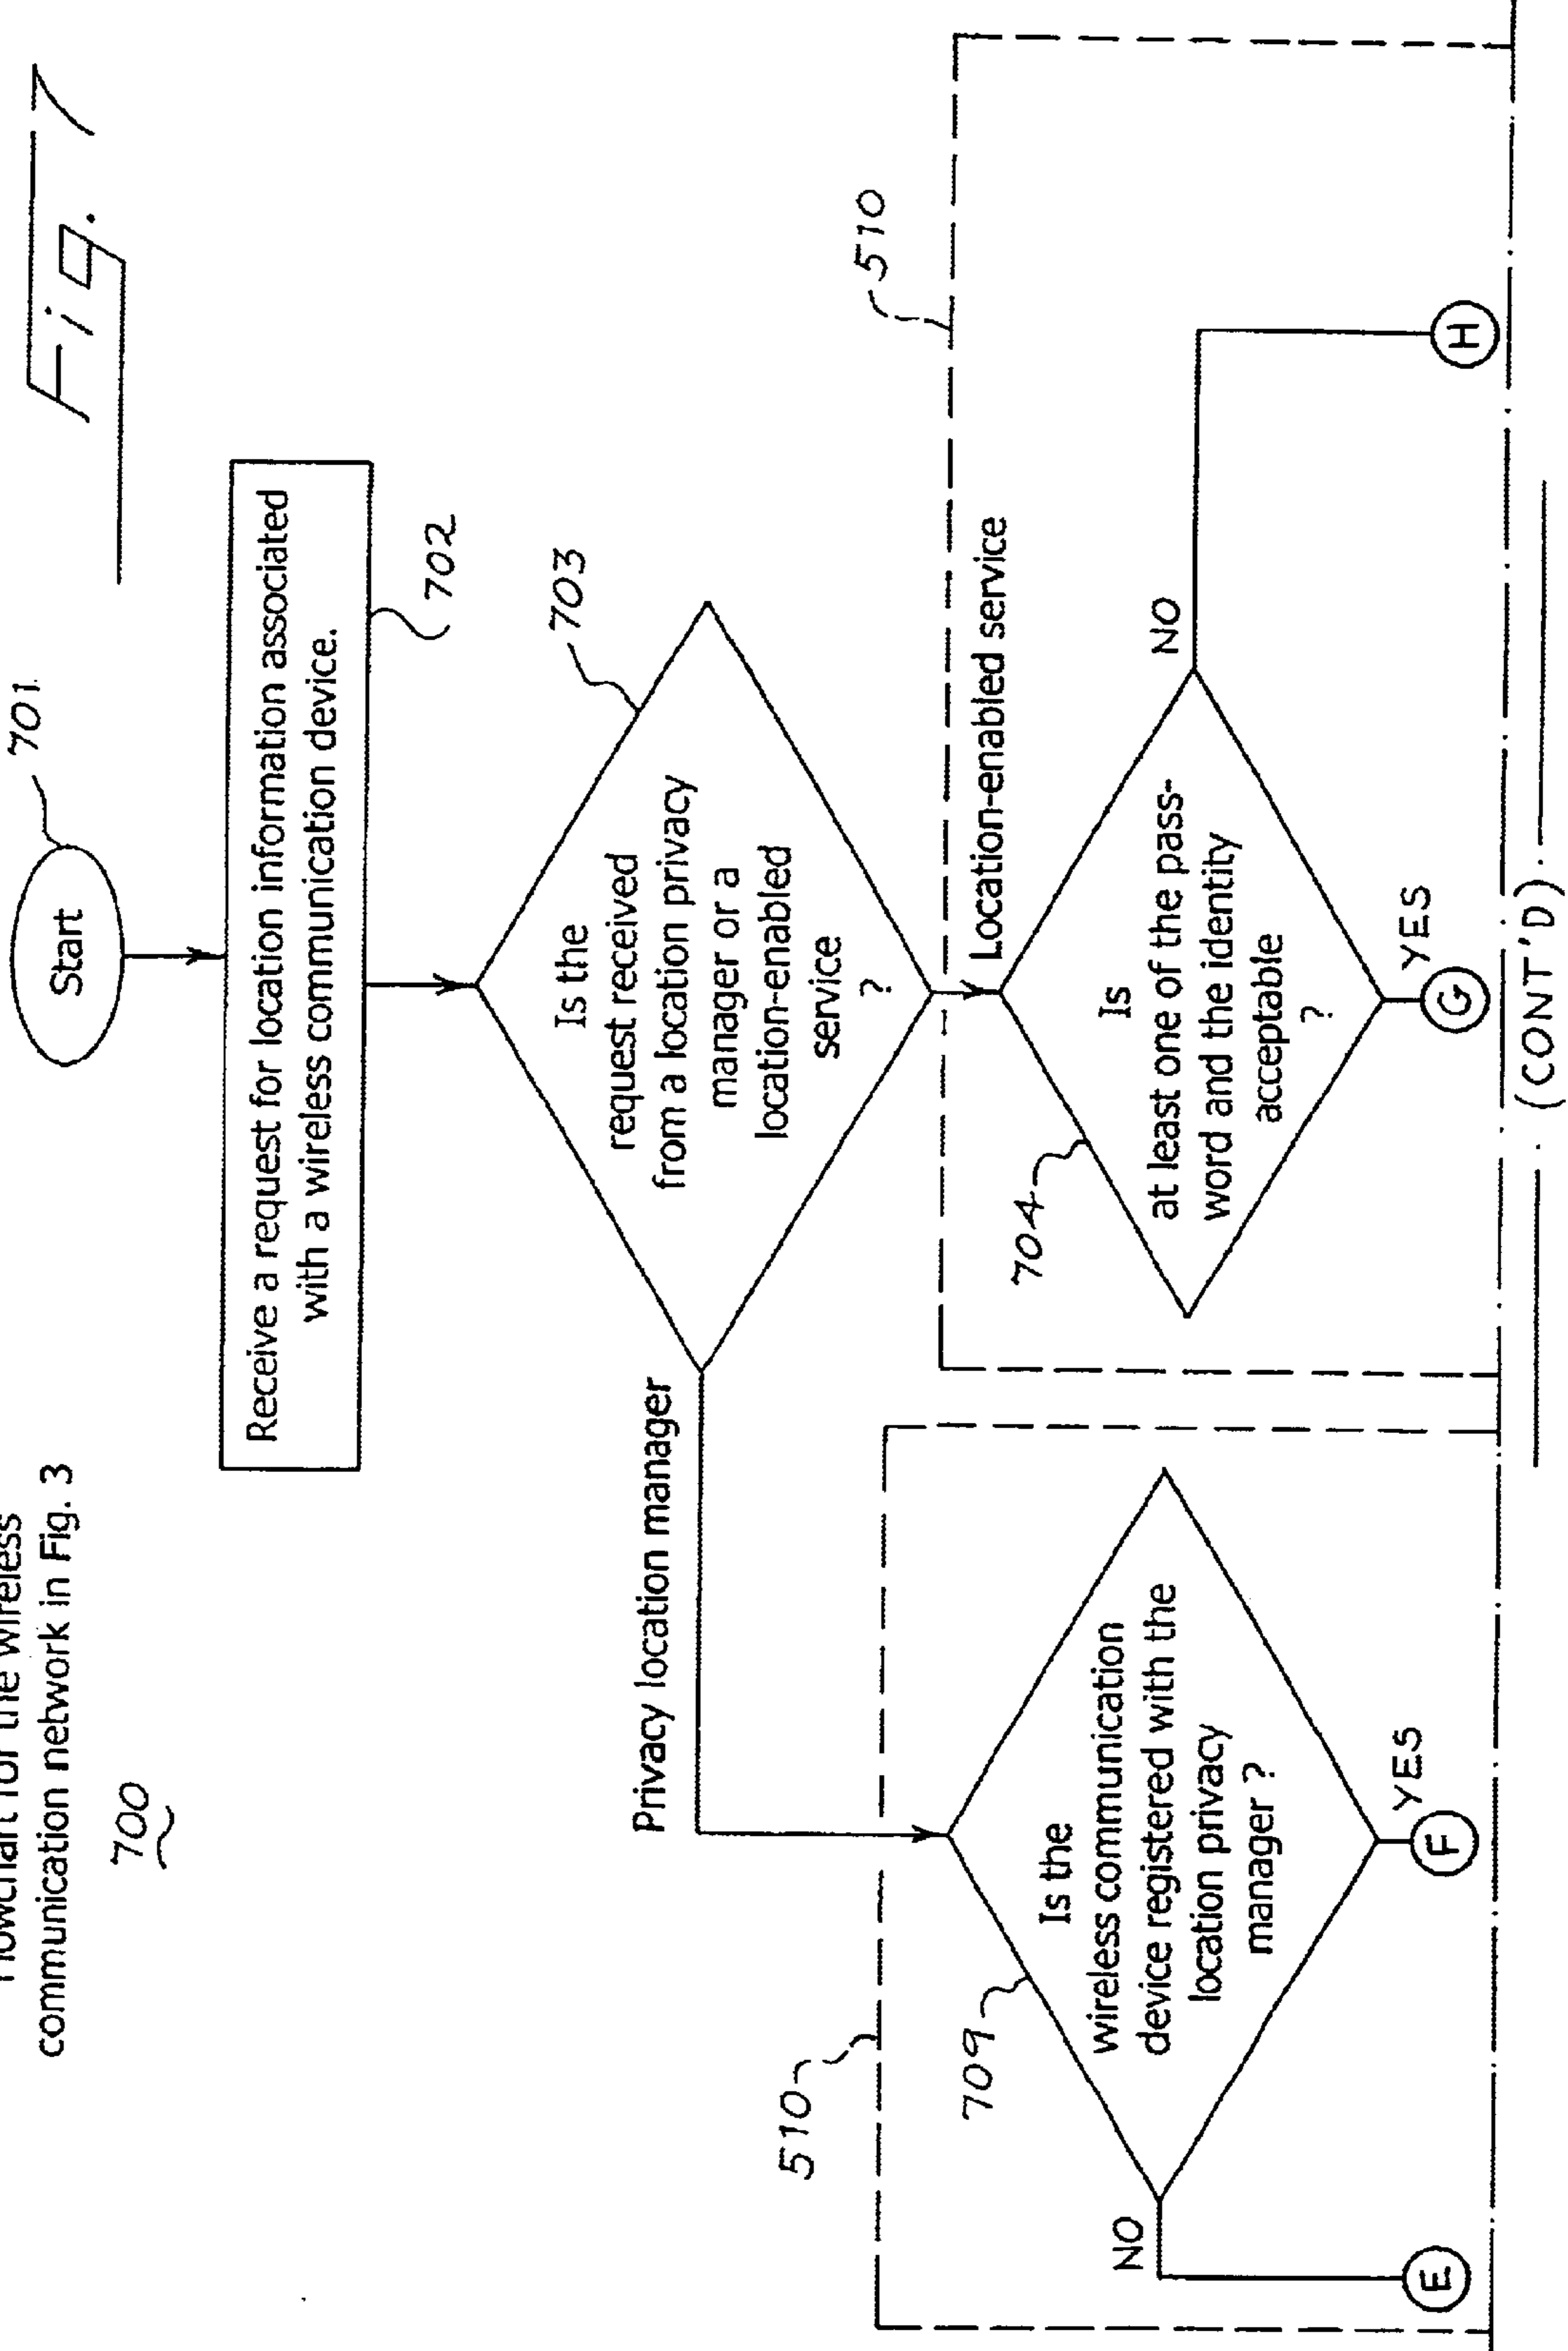 Flowchart for the wireless
communication network in Fig. 3
700
Fig. 7
701
Start
Receive a request for location information associated
with a wireless communication device.
702
703
Is the
request received
from a location privacy
manager or a
location-enabled
service
?
Privacy location manager
Location-enabled service
510
510
709
Is the
wireless communication
device registered with the
location privacy
manager ?
NO
E
YES
F
704
Is
at least one of the pass-
word and the identity
acceptable
?
NO
H
YES
G
(CONT'D).